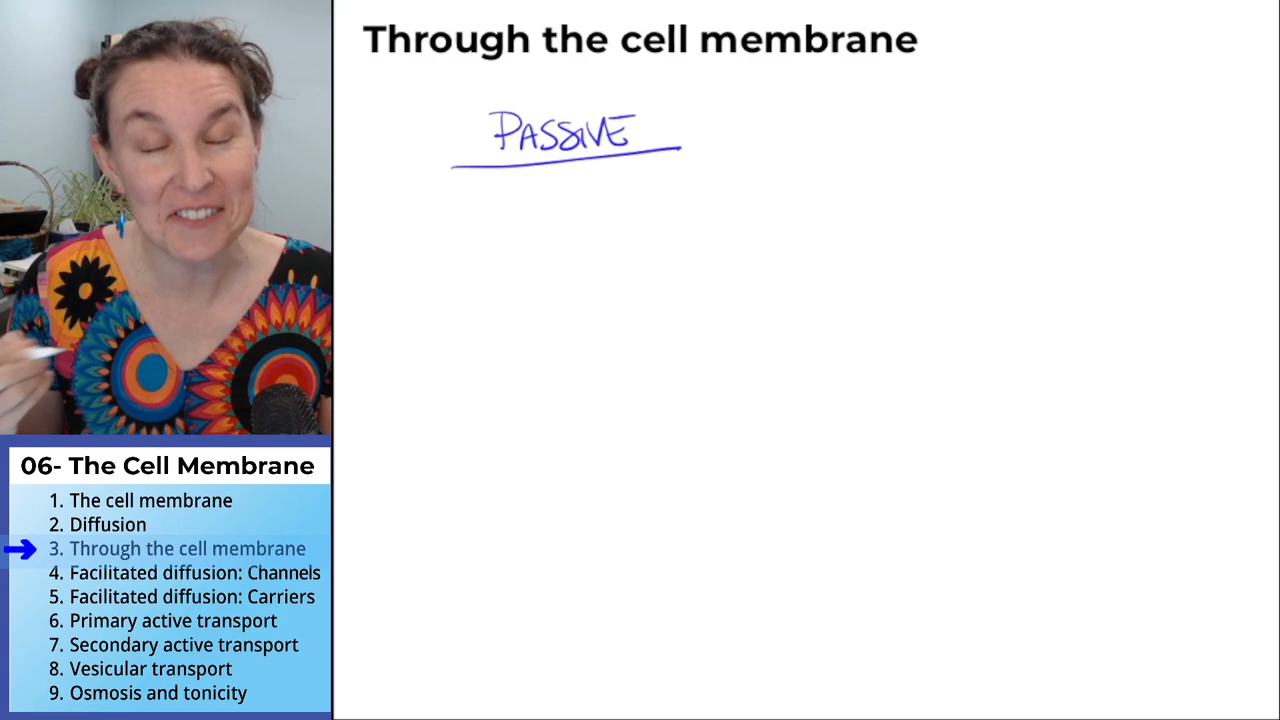 Through the cell membrane
PASSIVE
06- The Cell Membrane
1. The cell membrane
2. Diffusion
3. Through the cell membrane
4. Facilitated diffusion: Channels
5. Facilitated diffusion: Carriers
6. Primary active transport
7. Secondary active transport
8. Vesicular transport
9. Osmosis and tonicity